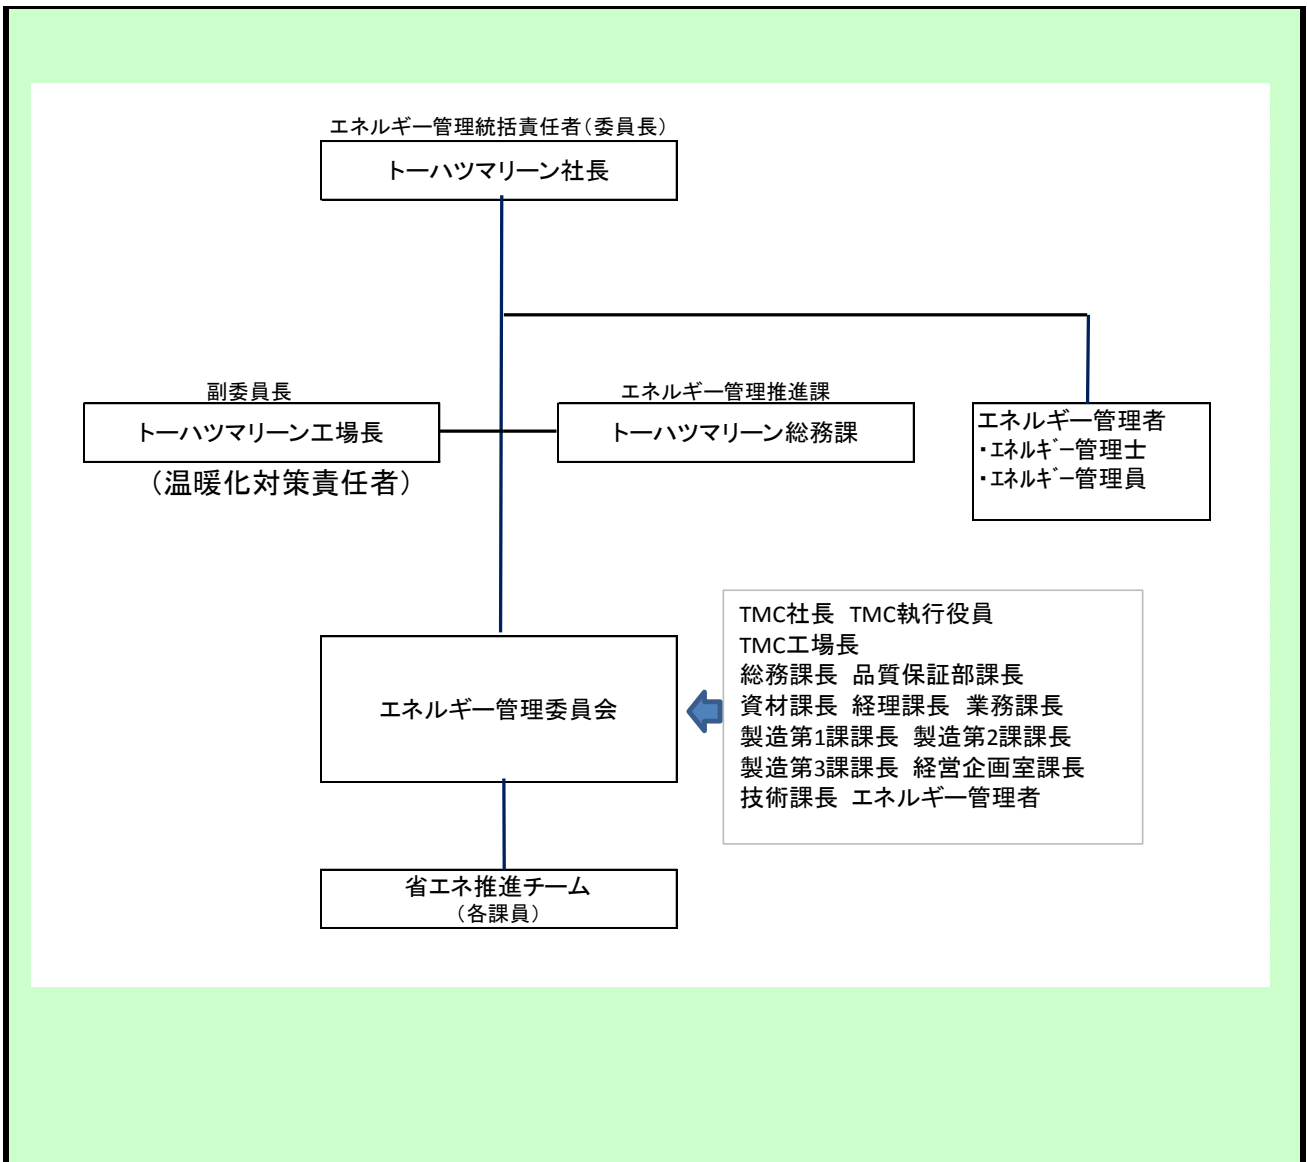 エネルギー管理統括責任者（委員長）
トーハツマリーン社長
副委員長
トーハツマリーン工場長
（温暖化対策責任者）
エネルギー管理推進課
トーハツマリーン総務課
エネルギー管理者
・ｴﾈﾙｷﾞｰ管理士
・ｴﾈﾙｷﾞｰ管理員
エネルギー管理委員会
TMC社長 TMC執行役員
TMC工場長
総務課長 品質保証部課長
資材課長 経理課長 業務課長
製造第1課課長 製造第2課課長
製造第3課課長 経営企画室課長
技術課長 エネルギー管理者
省エネ推進チーム
（各課員）